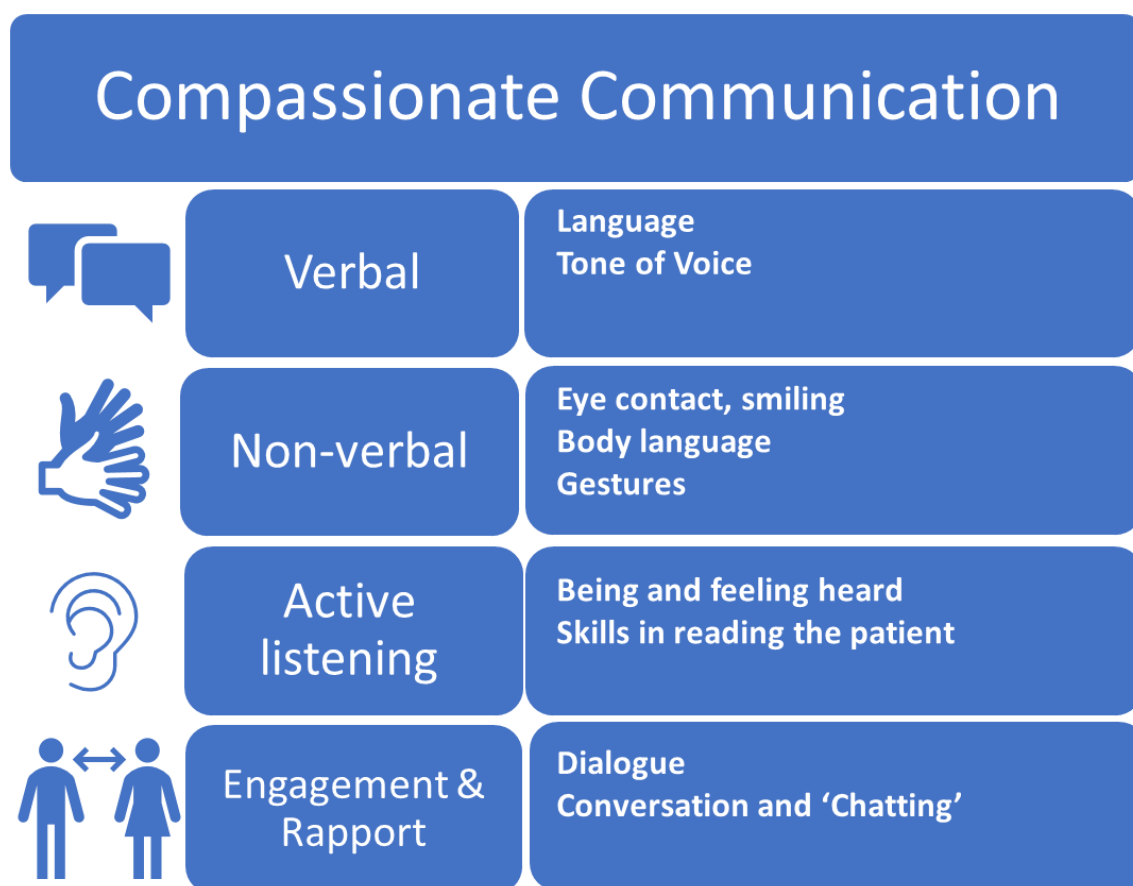 Compassionate Communication
Verbal
Language
Tone of Voice
Non-verbal
Eye contact, smiling
Body language
Gestures
Active
listening
Being and feeling heard
Skills in reading the patient
Engagement &
Rapport
Dialogue
Conversation and ‘Chatting’